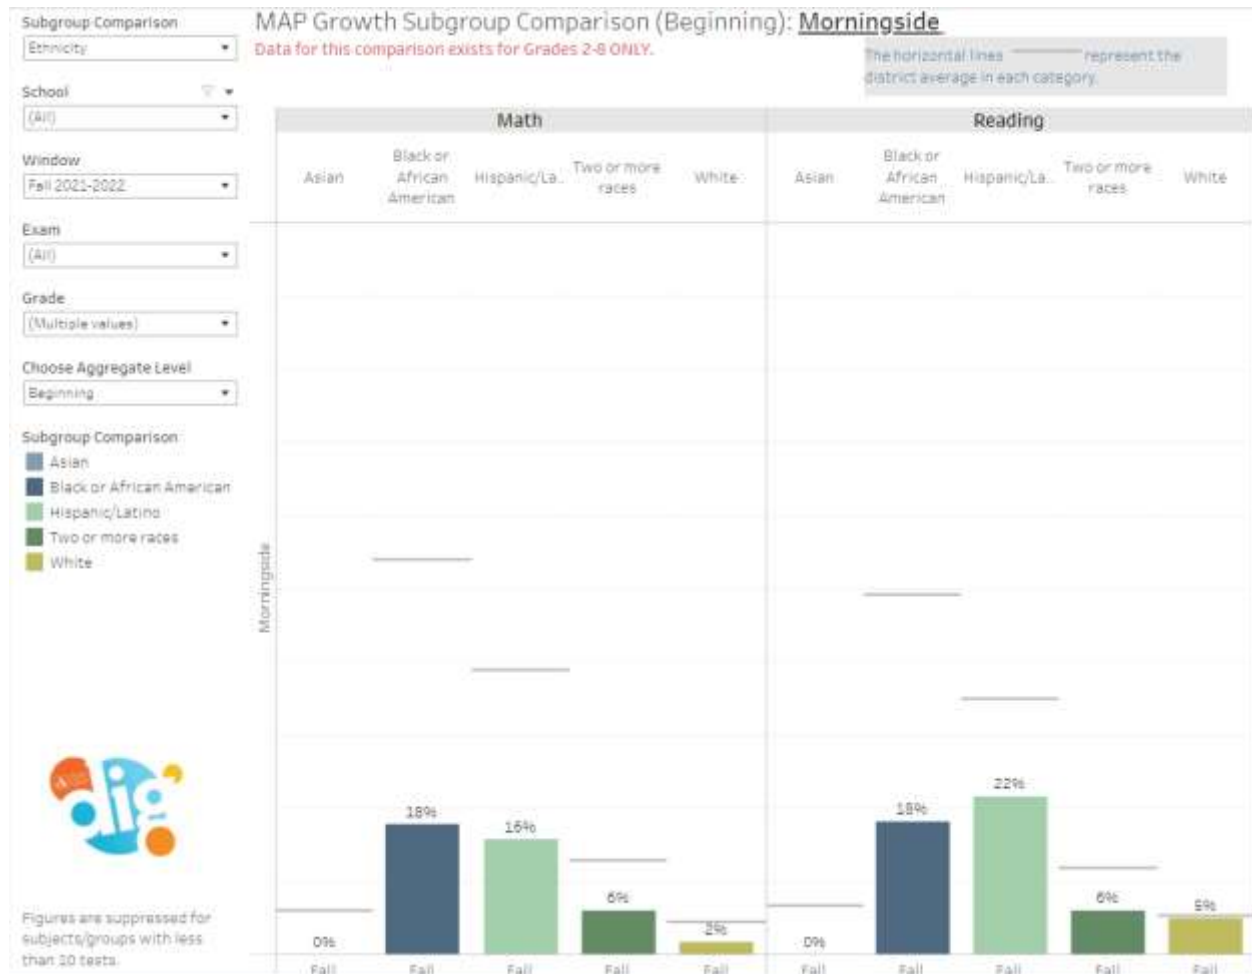 Subgroup Comparison
Ethnicity
School
(All)
Window
Fall 2021-2022
Exam
(All)
Grade
(Multiple values)
Choose Aggregate Level
Beginning
Subgroup Comparison
Asian
Black or African American
Hispanic/Latino
Two or more races
White
dig
Figures are suppressed for
subjects/groups with less
than 10 tests.
MAP Growth Subgroup Comparison (Beginning): Morningside
Data for this comparison exists for Grades 2-8 ONLY.
The horizontal lines represent the
district average in each category.
Math
Reading
Asian
Black or
African
American
Hispanic/La..
Two or more
races
White
Asian
Black or
African
American
Hispanic/La..
Two or more
races
White
Morningside
0%
18%
16%
6%
2%
0%
18%
22%
6%
5%
Fall
Fall
Fall
Fall
Fall
Fall
Fall
Fall
Fall
Fall